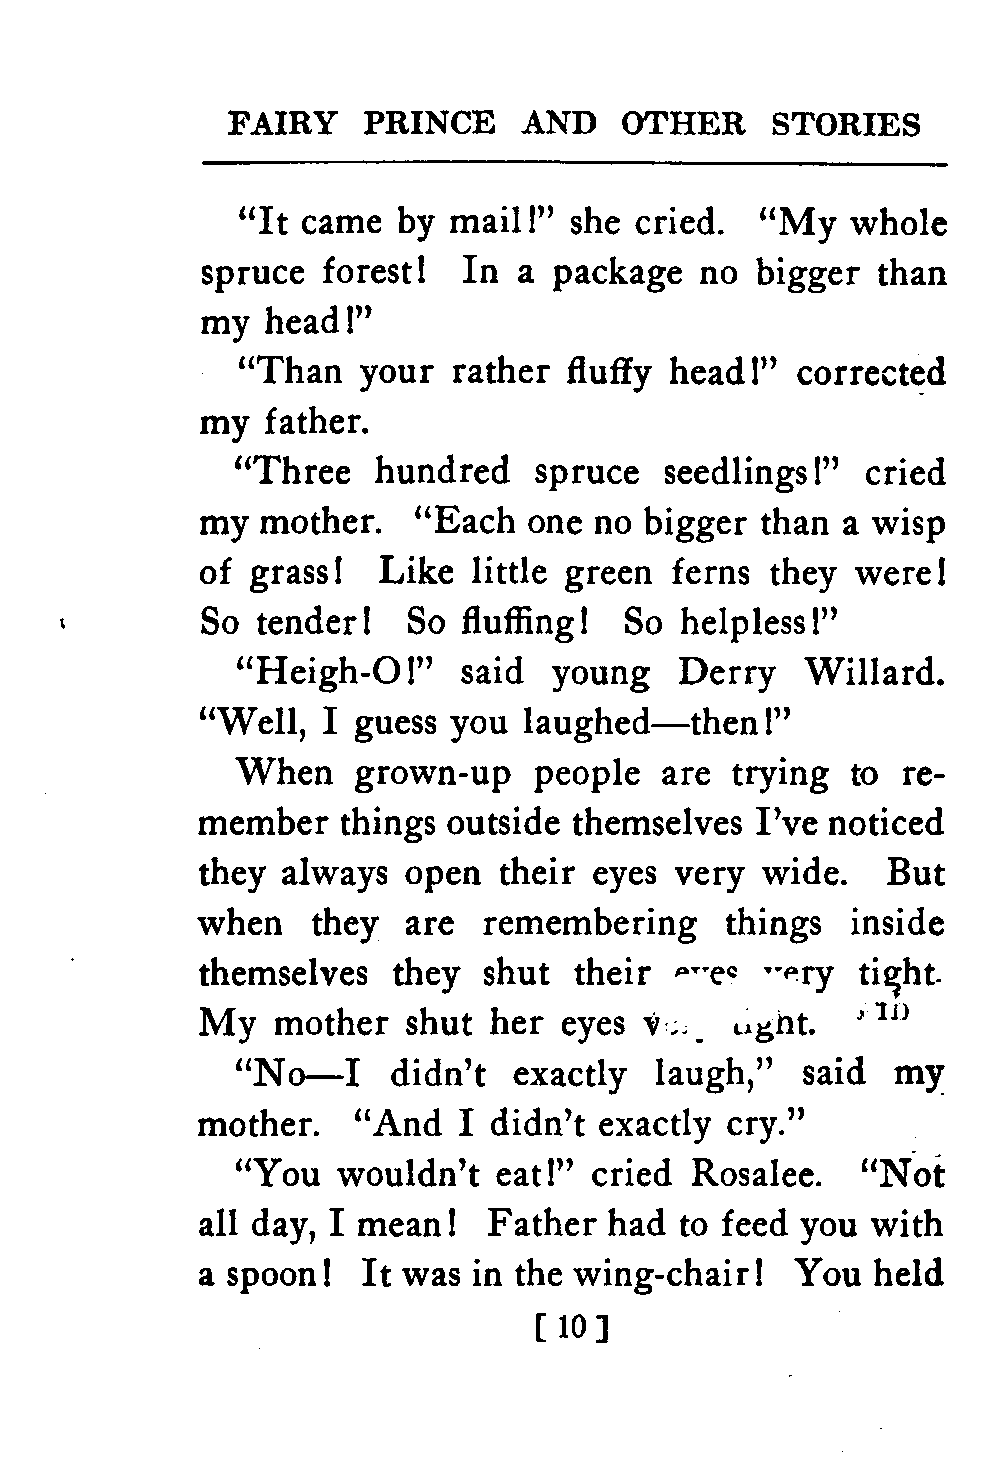 FAIRY PRINCE AND OTHER STORIES
“It came by mail!” she cried. “My whole
spruce forest! In a package no bigger than
my head!”
“Than your rather fluffy head!” corrected
my father.
“Three hundred spruce seedlings!” cried
my mother. “Each one no bigger than a wisp
of grass! Like little green ferns they were!
So tender! So fluffing! So helpless!”
“Heigh-O!” said young Derry Willard.
“Well, I guess you laughed—then!”
When grown-up people are trying to re-
member things outside themselves I’ve noticed
they always open their eyes very wide. But
when they are remembering things inside
themselves they shut their eyes very tight.
My mother shut her eyes very tight.
“No—I didn’t exactly laugh,” said my
mother. “And I didn’t exactly cry.”
“You wouldn’t eat!” cried Rosalee. “Not
all day, I mean! Father had to feed you with
a spoon! It was in the wing-chair! You held
[ 10 ]